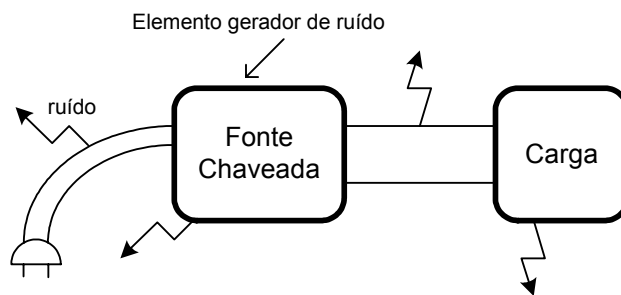 Elemento gerador de ruído
ruído
Fonte
Chaveada
Carga